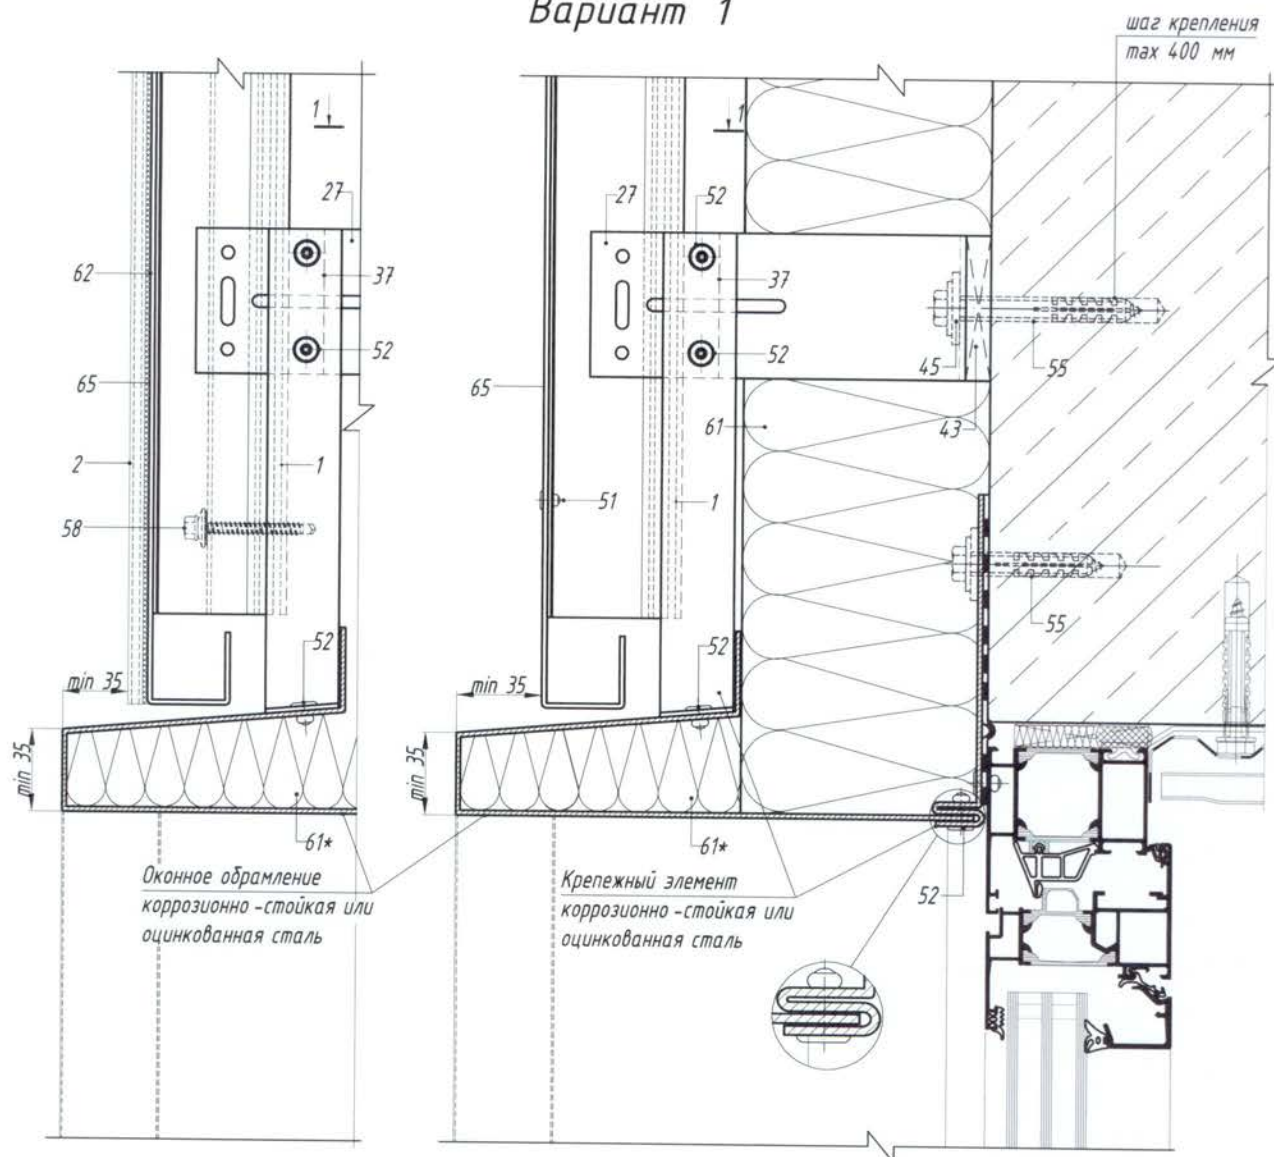 Вариант 1
шаг крепления
max 400 мм
1
1
27
27
52
62
37
37
52
52
65
65
45
55
61
43
2
1
51
1
58
55
52
52
min 35
min 35
min 35
min 35
61*
61*
52
Оконное обрамление
коррозионно -стойкая или
оцинкованная сталь
Крепежный элемент
коррозионно -стойкая или
оцинкованная сталь